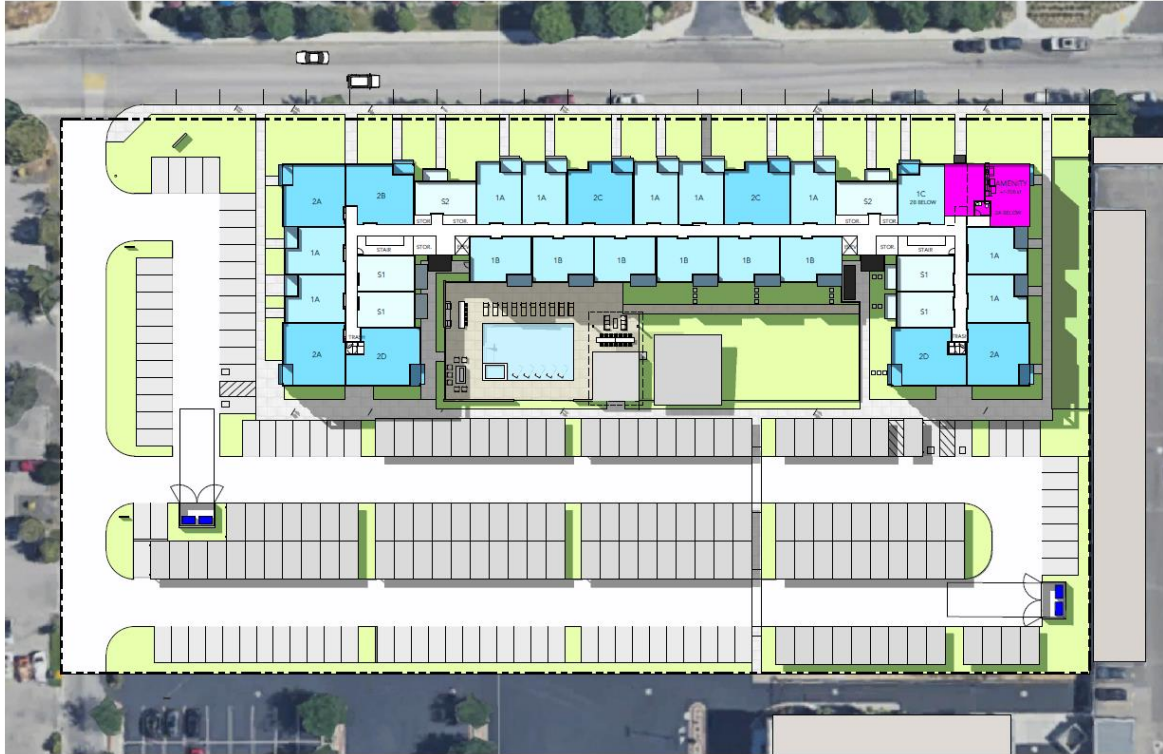 2A
2B
S2
1A
1A
2C
1A
1A
2C
1A
S2
1C
2B BELOW
AMENITY
2A BELOW
STOR.
STOR.
STOR.
STOR.
1A
STAIR
STOR.
1B
1B
1B
1B
1B
1B
STOR.
STAIR
1A
S1
S1
1A
S1
S1
1A
2A
TRASH
2D
2D
TRASH
2A